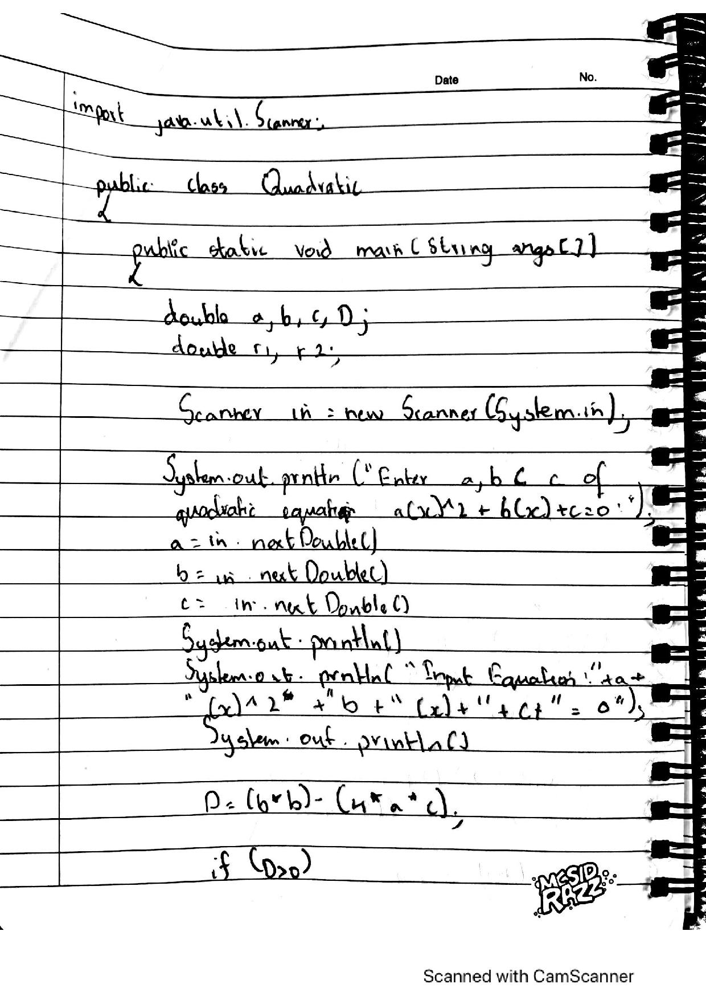 Date No.
import java.util.Scanner;
public class Quadratic
{
public static void main (String args[])
{
double a, b, c, D;
double r1, r2;
Scanner in = new Scanner(System.in);
System.out.println ("Enter a, b & c of
quadratic equation a(x)^2 + b(x)+c=0:");
a = in. nextDouble()
b = in. nextDouble()
c = in. nextDouble()
System.out.println()
System.out.println( "Input Equation:"+a+
" (x)^2" +" b +" (x)+" + c+ " = 0");
System.out.println()
D = (b*b)-(4*a*c);
if (D>0)
MCSID
RAZZ
Scanned with CamScanner